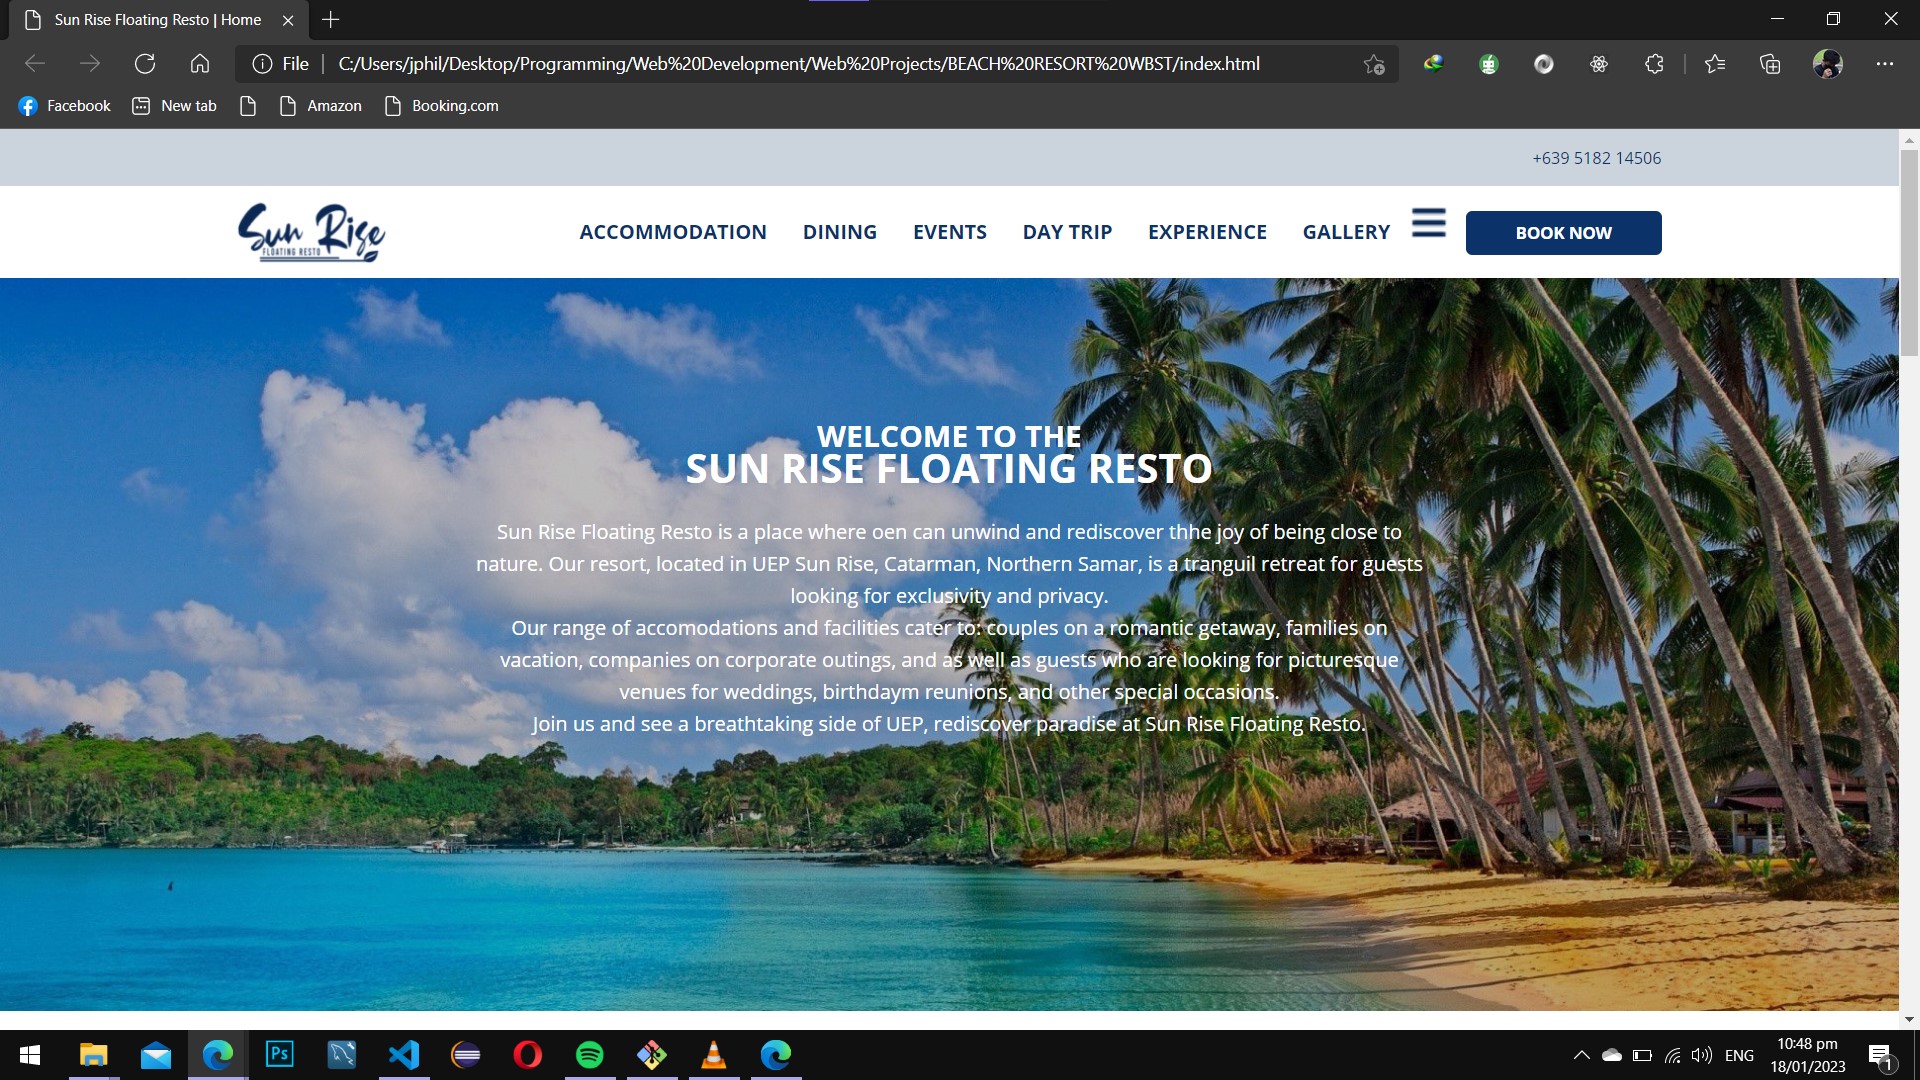 Sun Rise Floating Resto | Home
File
C:/Users/jphil/Desktop/Programming/Web%20Development/Web%20Projects/BEACH%20RESORT%20WBST/index.html
Facebook
New tab
Amazon
Booking.com
+639 5182 14506
Sun Rise
FLOATING RESTO
ACCOMMODATION
DINING
EVENTS
DAY TRIP
EXPERIENCE
GALLERY
BOOK NOW
WELCOME TO THE
SUN RISE FLOATING RESTO
Sun Rise Floating Resto is a place where oen can unwind and rediscover thhe joy of being close to
nature. Our resort, located in UEP Sun Rise, Catarman, Northern Samar, is a tranguil retreat for guests
looking for exclusivity and privacy.
Our range of accomodations and facilities cater to: couples on a romantic getaway, families on
vacation, companies on corporate outings, and as well as guests who are looking for picturesque
venues for weddings, birthdaym reunions, and other special occasions.
Join us and see a breathtaking side of UEP, rediscover paradise at Sun Rise Floating Resto.
Ps
ENG
10:48 pm
18/01/2023
1